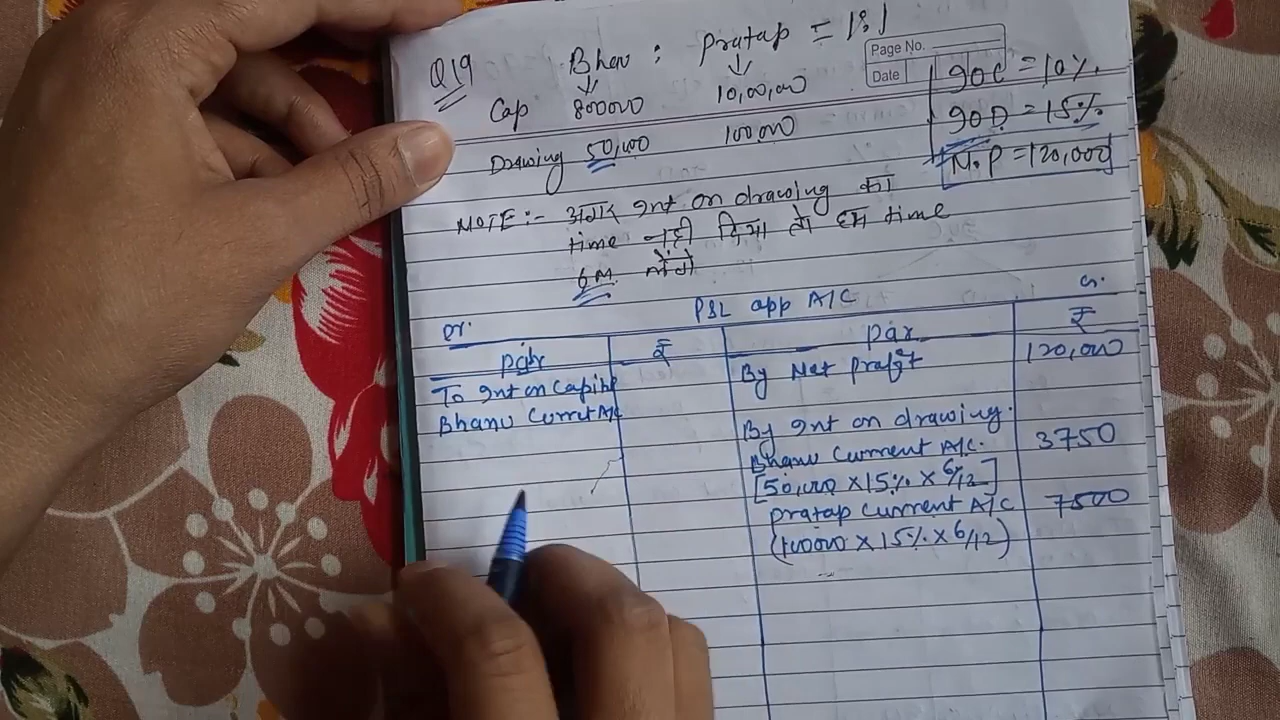 Q19 Bhanu : Pratap = 1:1
Page No.
Date
Cap 800000 10,00,000
IOC = 10%
Drawing 50,000 100000
IOD = 15%
N.P = 120,000
NOTE:- अगर Int on drawing का
time नही दिया तो हम time
6M लेंगे
P&L app A/C
Dr. Cr.
par ₹ par ₹
To Int on Capital By Net Profit 120,000
Bhanu Current A/C By Int on drawing.
Bhanu Current A/C. 3750
[50,000 X 15% X 6/12]
Pratap Current A/C 7500
(100000 X 15% X 6/12)